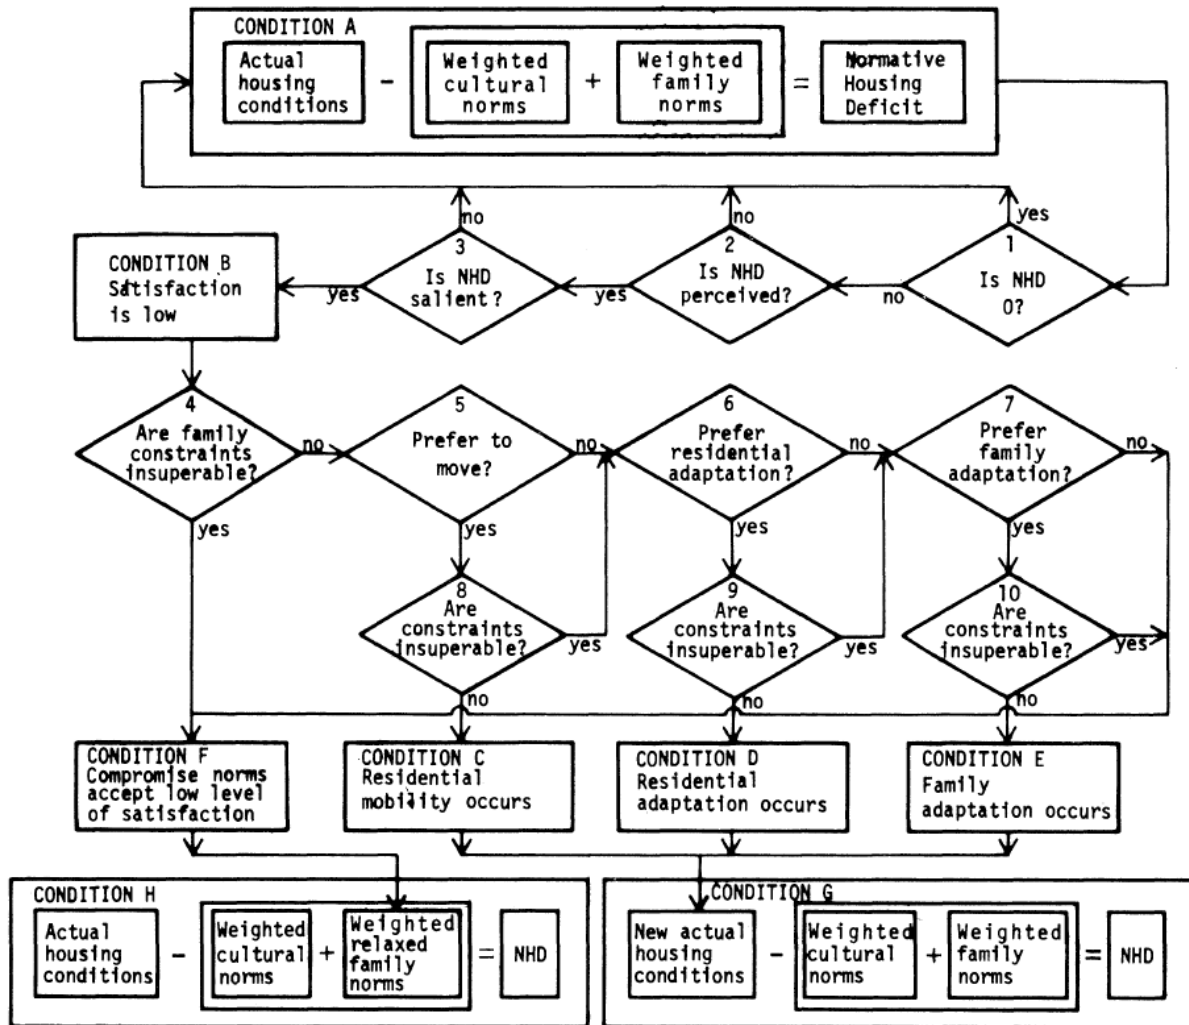 CONDITION A
Actual
housing
conditions
-
Weighted
cultural
norms
+
Weighted
family
norms
=
Normative
Housing
Deficit
no
no
yes
CONDITION B
Satisfaction
is low
yes
3
Is NHD
salient?
yes
2
Is NHD
perceived?
no
1
Is NHD
0?
4
Are family
constraints
insuperable?
no
5
Prefer to
move?
no
6
Prefer
residential
adaptation?
no
7
Prefer
family
adaptation?
no
yes
yes
yes
yes
8
Are
constraints
insuperable?
yes
9
Are
constraints
insuperable?
yes
10
Are
constraints
insuperable?
yes
no
no
no
CONDITION F
Compromise norms
accept low level
of satisfaction
CONDITION C
Residential
mobility occurs
CONDITION D
Residential
adaptation occurs
CONDITION E
Family
adaptation occurs
CONDITION H
Actual
housing
conditions
-
Weighted
cultural
norms
+
Weighted
relaxed
family
norms
=
NHD
CONDITION G
New actual
housing
conditions
-
Weighted
cultural
norms
+
Weighted
family
norms
=
NHD